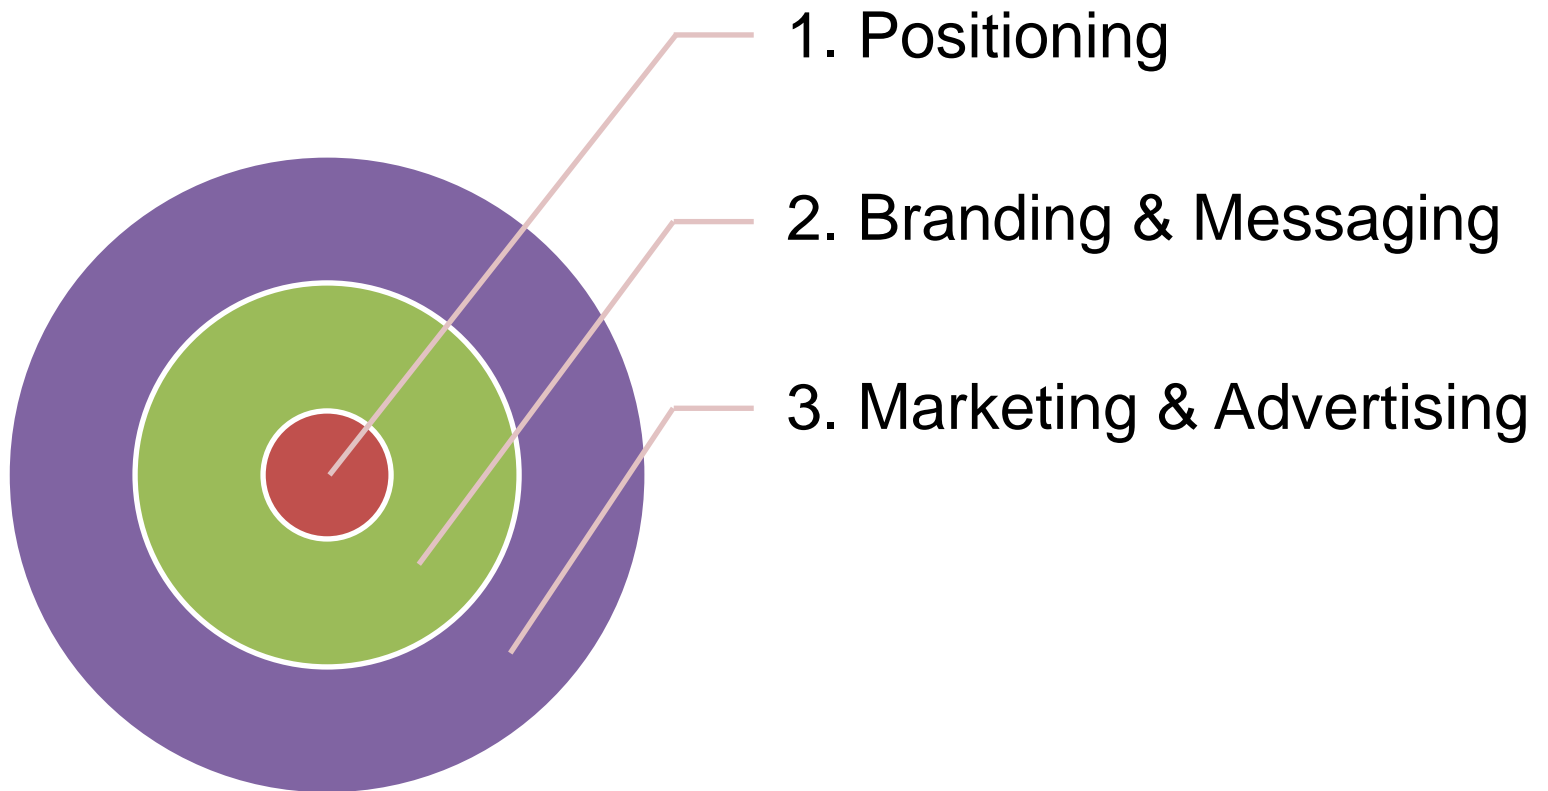 1. Positioning
2. Branding & Messaging
3. Marketing & Advertising